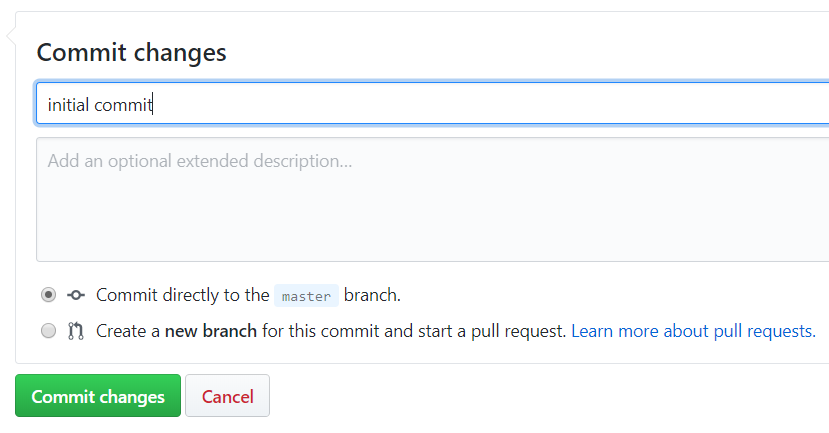 Commit changes
initial commit
Add an optional extended description...
Commit directly to the master branch.
Create a new branch for this commit and start a pull request. Learn more about pull requests.
Commit changes Cancel